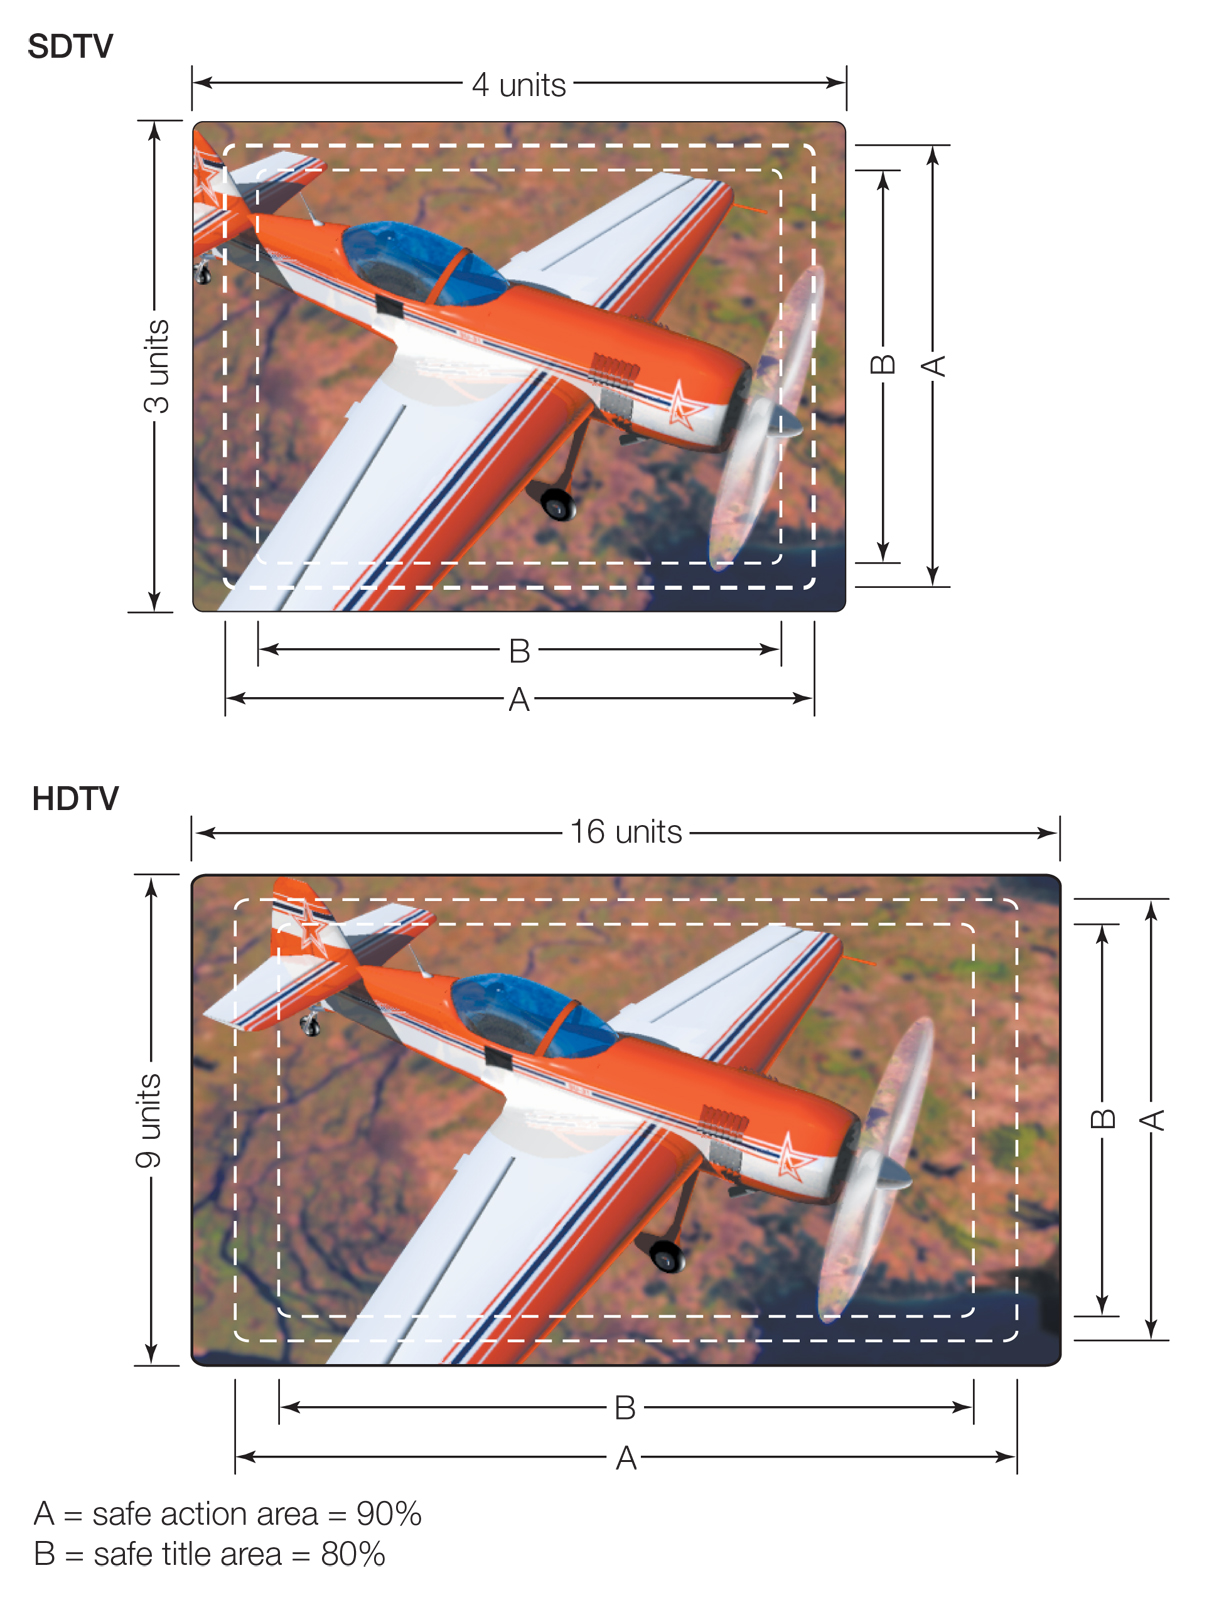 SDTV
4 units
3 units
B
A
B
A
HDTV
16 units
9 units
B
A
B
A
A = safe action area = 90%
B = safe title area = 80%